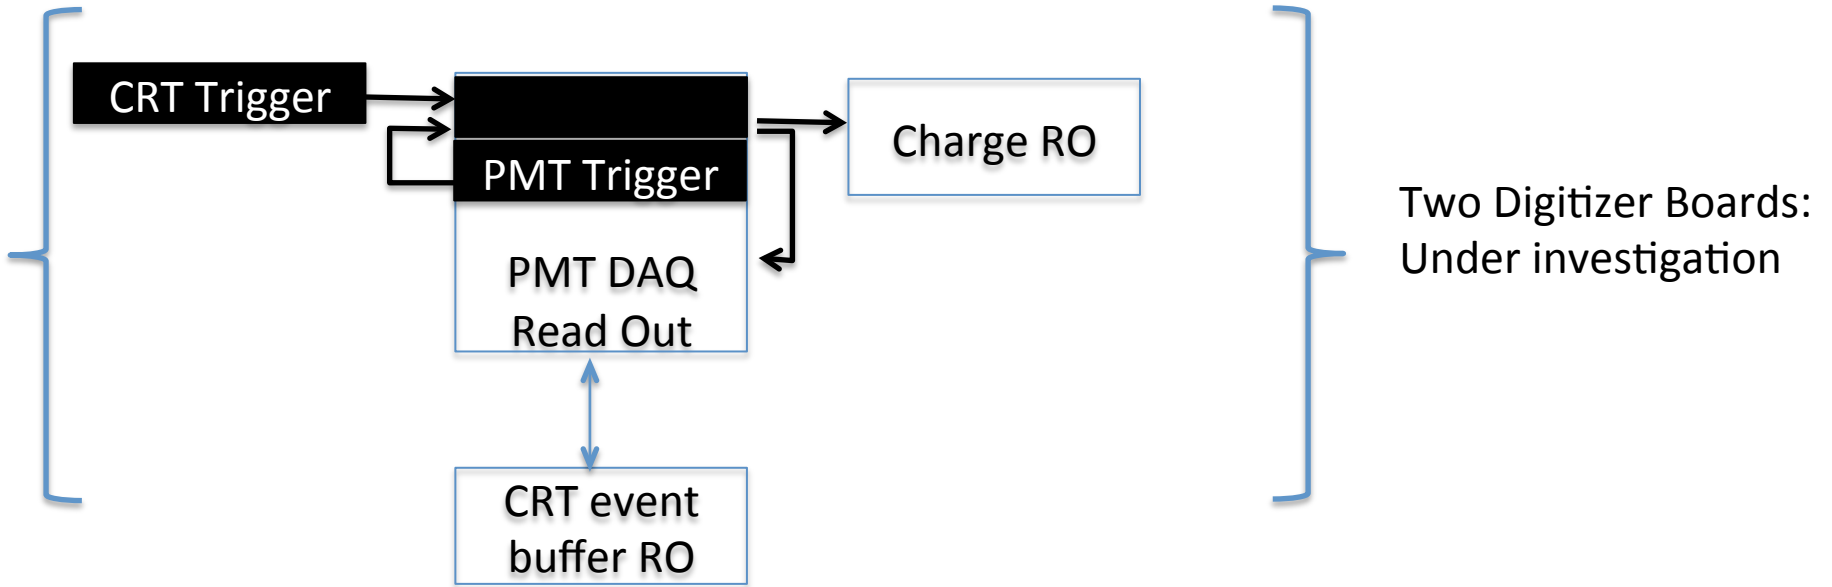 CRT Trigger
PMT Trigger
Charge RO
PMT DAQ
Read Out
CRT event
buffer RO
Two Digitizer Boards:
Under investigation